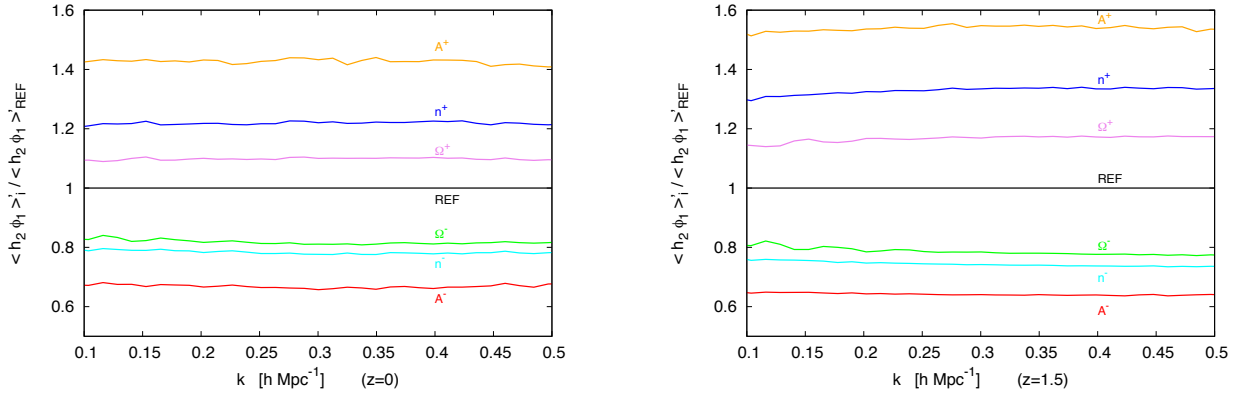 1.6
1.4
1.2
1
0.8
0.6
< h₂ ϕ₁ >'ᵢ / < h₂ ϕ₁ >'REF
A⁺
n⁺
Ω⁺
REF
Ω⁻
n⁻
A⁻
0.1 0.15 0.2 0.25 0.3 0.35 0.4 0.45 0.5
k [h Mpc⁻¹] (z=0)
1.6
1.4
1.2
1
0.8
0.6
< h₂ ϕ₁ >'ᵢ / < h₂ ϕ₁ >'REF
A⁺
n⁺
Ω⁺
REF
Ω⁻
n⁻
A⁻
0.1 0.15 0.2 0.25 0.3 0.35 0.4 0.45 0.5
k [h Mpc⁻¹] (z=1.5)